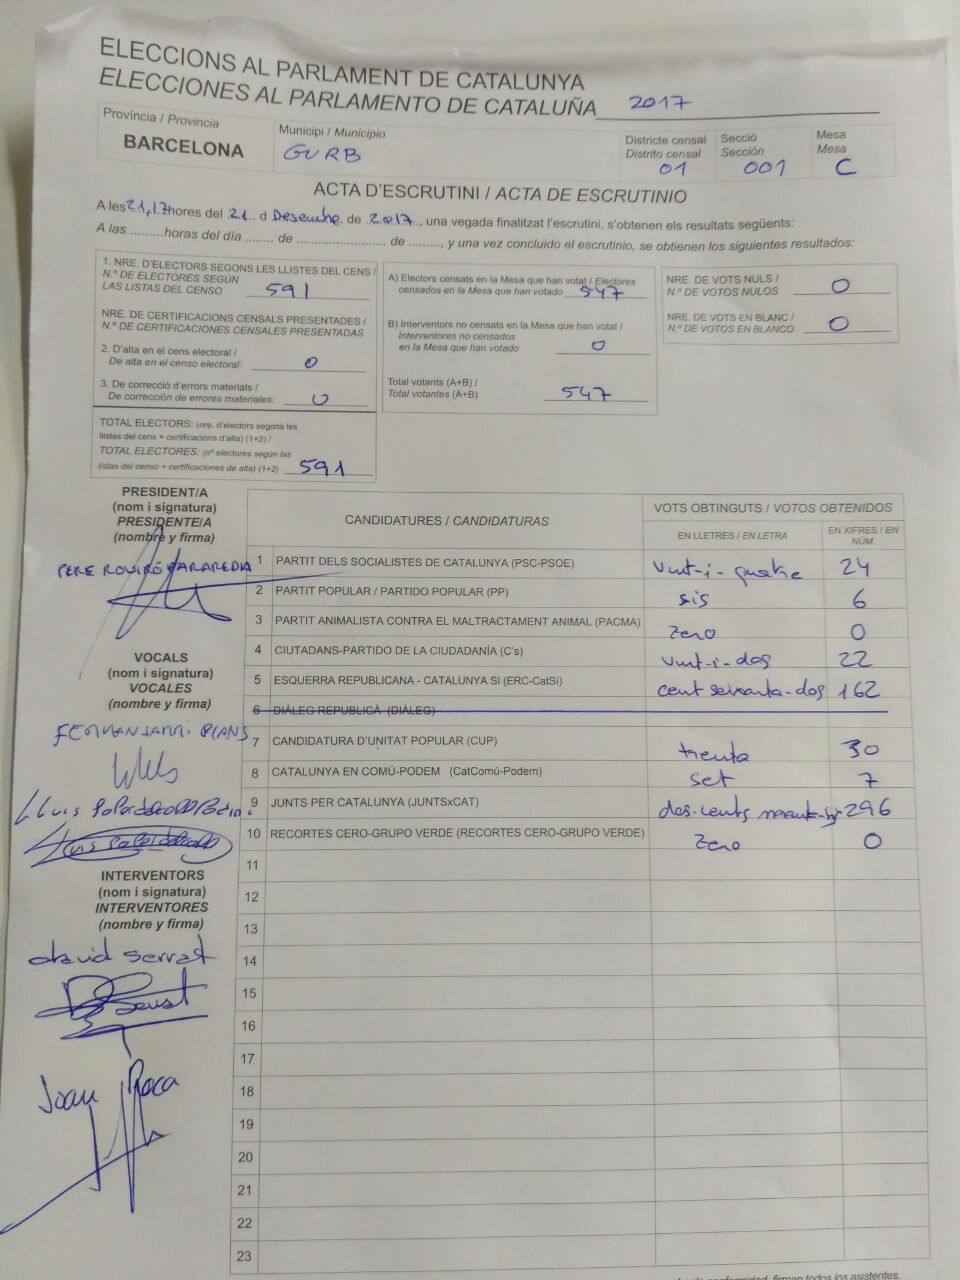 ELECCIONS AL PARLAMENT DE CATALUNYA
ELECCIONES AL PARLAMENTO DE CATALUÑA 2017
Província / Provincia
BARCELONA
Municipi / Municipio
GURB
Districte censal
Distrito censal
01
Secció
Sección
001
Mesa
Mesa
C
ACTA D'ESCRUTINI / ACTA DE ESCRUTINIO
A les 21,17 hores del 21 d Desembre de 2017, una vegada finalitzat l'escrutini, s'obtenen els resultats següents:
A las .........horas del día ........ de ......................... de ........., y una vez concluido el escrutinio, se obtienen los siguientes resultados:
1. NRE. D'ELECTORS SEGONS LES LLISTES DEL CENS /
N.º DE ELECTORES SEGÚN
LAS LISTAS DEL CENSO 591
NRE. DE CERTIFICACIONS CENSALS PRESENTADES /
N.º DE CERTIFICACIONES CENSALES PRESENTADAS
2. D'alta en el cens electoral /
De alta en el censo electoral: 0
3. De correcció d'errors materials /
De corrección de errores materiales: 0
TOTAL ELECTORS: (nre. d'electors segons les
llistes del cens + certificacions d'alta) (1+2) /
TOTAL ELECTORES: (nº electores según las
listas del censo + certificaciones de alta) (1+2) 591
A) Electors censats en la Mesa que han votat / Electores
censados en la Mesa que han votado 547
B) Interventors no censats en la Mesa que han votat /
Interventores no censados
en la Mesa que han votado 0
Total votants (A+B) /
Total votantes (A+B) 547
NRE. DE VOTS NULS /
N.º DE VOTOS NULOS 0
NRE. DE VOTS EN BLANC /
N.º DE VOTOS EN BLANCO 0
PRESIDENT/A
(nom i signatura)
PRESIDENTE/A
(nombre y firma)
PERE ROVIRÓ
VOCALS
(nom i signatura)
VOCALES
(nombre y firma)
Lluis
INTERVENTORS
(nom i signatura)
INTERVENTORES
(nombre y firma)
david serrat
Joan Roca
CANDIDATURES / CANDIDATURAS
VOTS OBTINGUTS / VOTOS OBTENIDOS
EN LLETRES / EN LETRA
EN XIFRES / EN NÚM.
1 PARTIT DELS SOCIALISTES DE CATALUNYA (PSC-PSOE) vint-i-quatre 24
2 PARTIT POPULAR / PARTIDO POPULAR (PP) sis 6
3 PARTIT ANIMALISTA CONTRA EL MALTRACTAMENT ANIMAL (PACMA) zero 0
4 CIUTADANS-PARTIDO DE LA CIUDADANÍA (C's) vint-i-dos 22
5 ESQUERRA REPUBLICANA - CATALUNYA SI (ERC-CatSí) cent seixanta-dos 162
6 DIÀLEG REPUBLICÀ (DIÀLEG)
7 CANDIDATURA D'UNITAT POPULAR (CUP) trenta 30
8 CATALUNYA EN COMÚ-PODEM (CatComú-Podem) set 7
9 JUNTS PER CATALUNYA (JUNTSxCAT) dos-cents noranta-sis 296
10 RECORTES CERO-GRUPO VERDE (RECORTES CERO-GRUPO VERDE) zero 0
11
12
13
14
15
16
17
18
19
20
21
22
23
de conformidad, firman todos los asistentes.